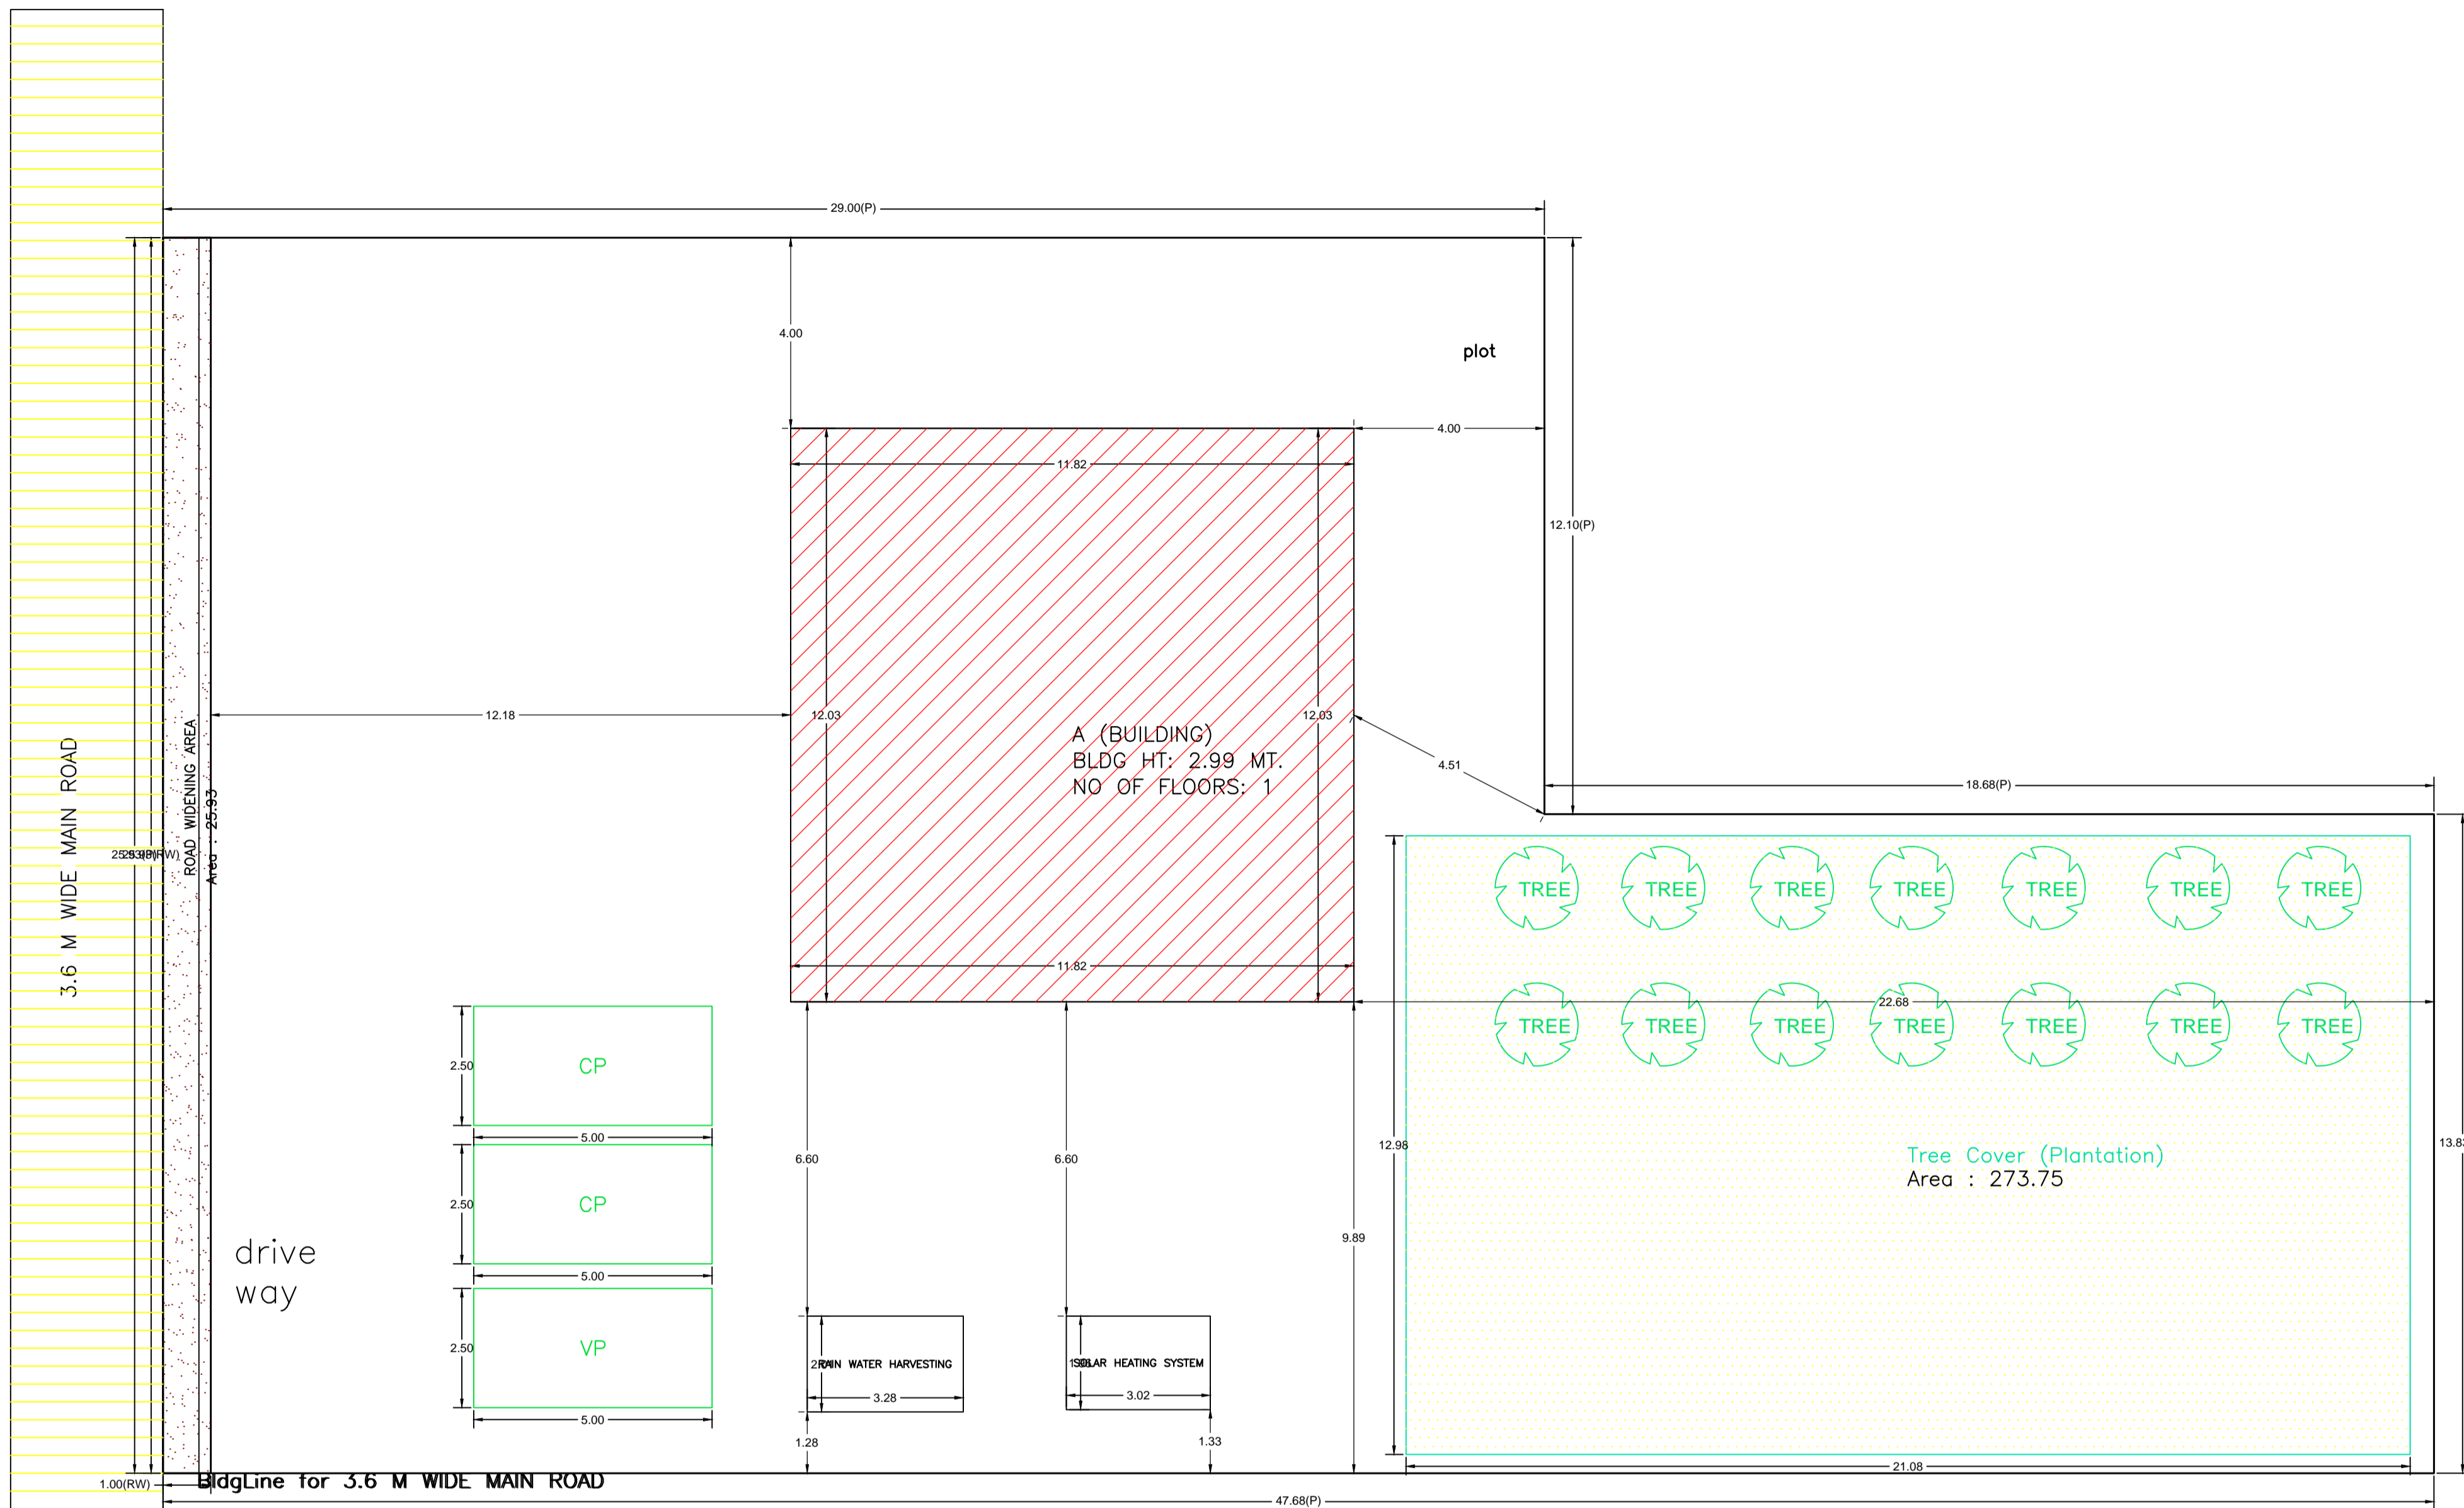 29.00(P)
4.00
plot
4.00
11.82
12.10(P)
12.18
12.03
12.03
A (BUILDING)
BLDG HT: 2.99 MT.
NO OF FLOORS: 1
4.51
18.68(P)
3.6 M WIDE MAIN ROAD
ROAD WIDENING AREA
Area : 25.93
TREE TREE TREE TREE TREE TREE TREE
11.82
22.68
TREE TREE TREE TREE TREE TREE TREE
2.50
CP
5.00
6.60
6.60
12.98
Tree Cover (Plantation)
Area : 273.75
2.50
CP
9.89
drive
way
5.00
2.50
VP
RAIN WATER HARVESTING
SOLAR HEATING SYSTEM
3.28
3.02
5.00
1.28
1.33
21.08
1.00(RW)
BldgLine for 3.6 M WIDE MAIN ROAD
47.68(P)